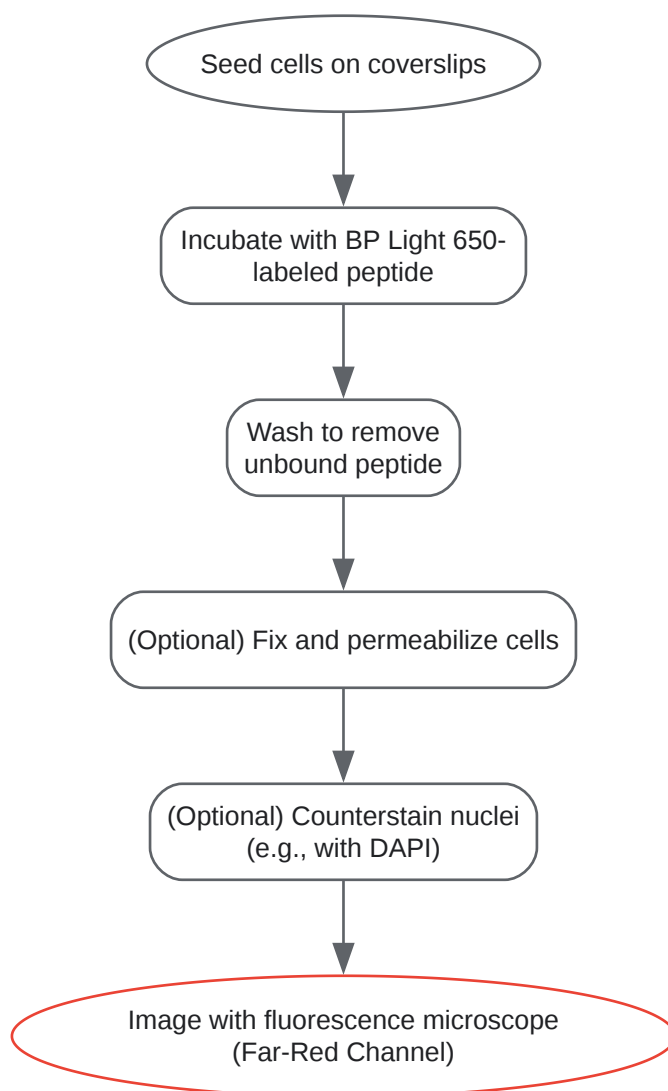 Seed cells on coverslips
Incubate with BP Light 650-
labeled peptide
Wash to remove
unbound peptide
(Optional) Fix and permeabilize cells
(Optional) Counterstain nuclei
(e.g., with DAPI)
Image with fluorescence microscope
(Far-Red Channel)